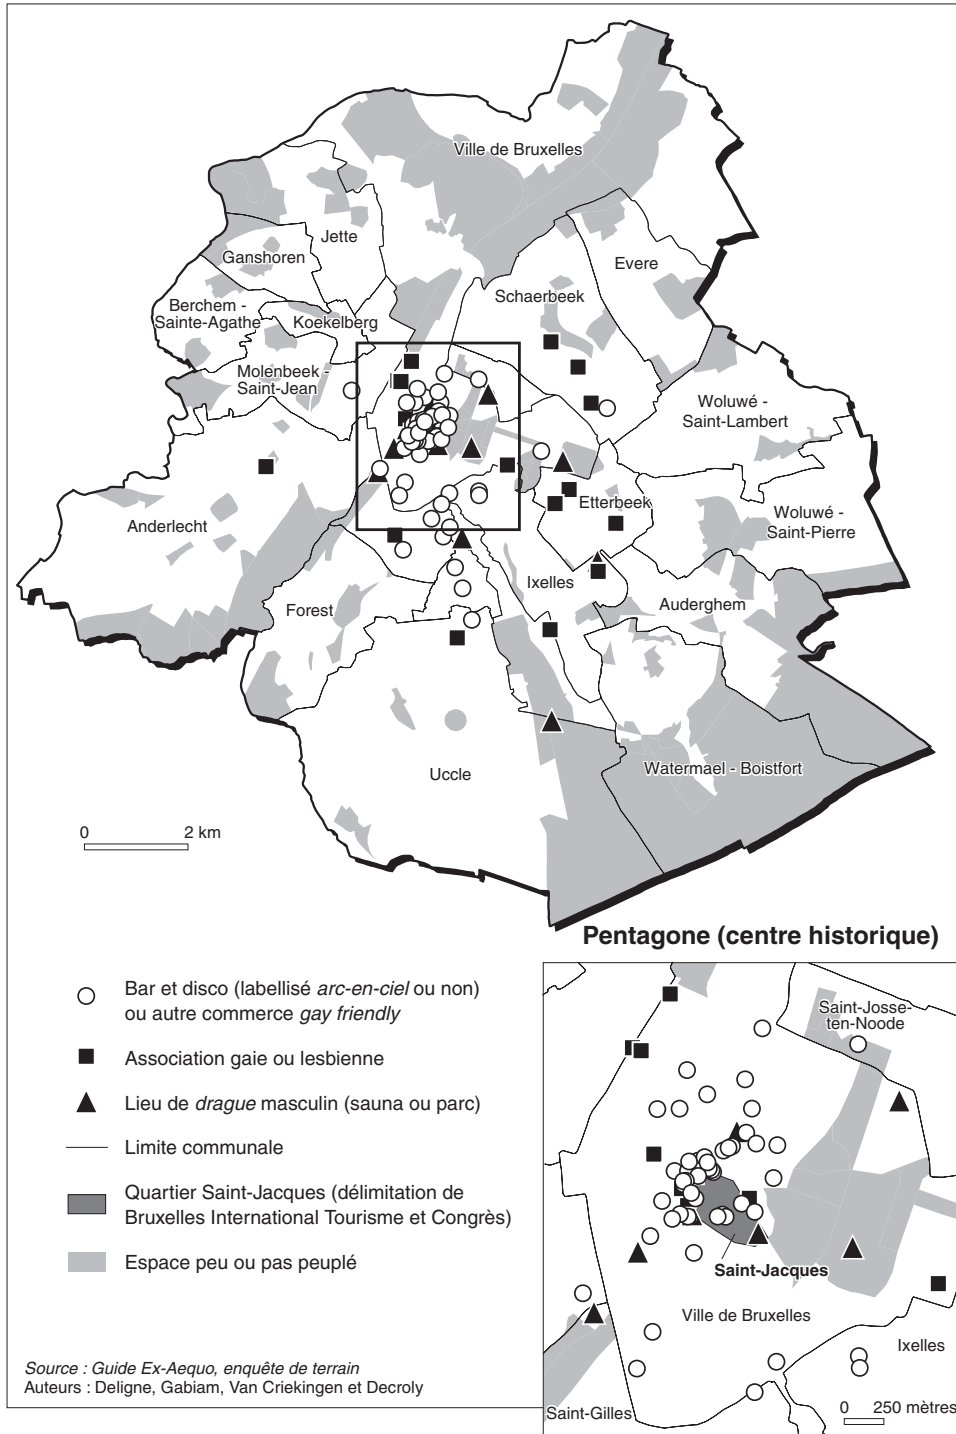 Ville de Bruxelles
Jette
Ganshoren
Evere
Schaerbeek
Berchem -
Sainte-Agathe
Koekelberg
Molenbeek -
Saint-Jean
Woluwé -
Saint-Lambert
Anderlecht
Etterbeek
Woluwé -
Saint-Pierre
Ixelles
Forest
Auderghem
Uccle
Watermael - Boistfort
0 2 km
Pentagone (centre historique)
Bar et disco (labellisé arc-en-ciel ou non)
ou autre commerce gay friendly
Association gaie ou lesbienne
Lieu de drague masculin (sauna ou parc)
Limite communale
Quartier Saint-Jacques (délimitation de
Bruxelles International Tourisme et Congrès)
Espace peu ou pas peuplé
Source : Guide Ex-Aequo, enquête de terrain
Auteurs : Deligne, Gabiam, Van Criekingen et Decroly
Saint-Josse-
ten-Noode
Saint-Jacques
Ville de Bruxelles
Ixelles
Saint-Gilles
0 250 mètres